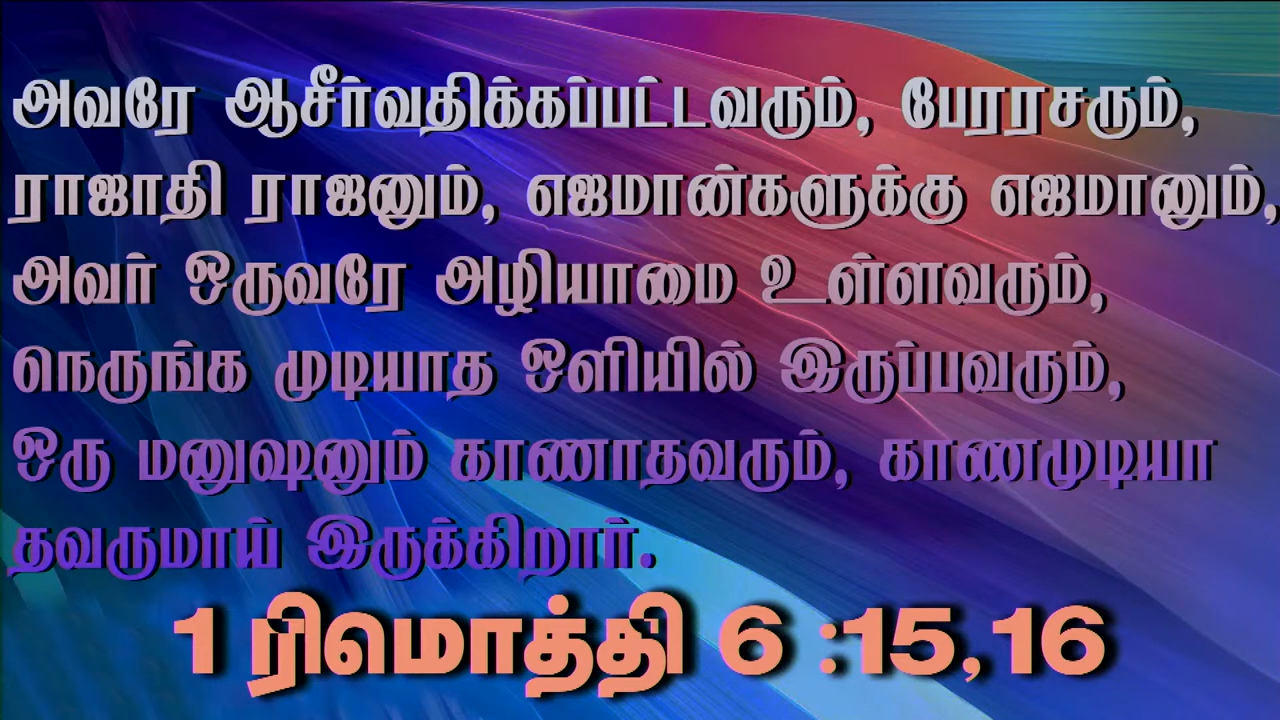 அவரே ஆசீர்வதிக்கப்பட்டவரும், பேரரசரும்,
ராஜாதி ராஜனும், எஜமான்களுக்கு எஜமானும்,
அவர் ஒருவரே அழியாமை உள்ளவரும்,
நெருங்க முடியாத ஒளியில் இருப்பவரும்,
ஒரு மனுஷனும் காணாதவரும், காணமுடியா
தவருமாய் இருக்கிறார்.
1 ரிமொத்தி 6 :15,16